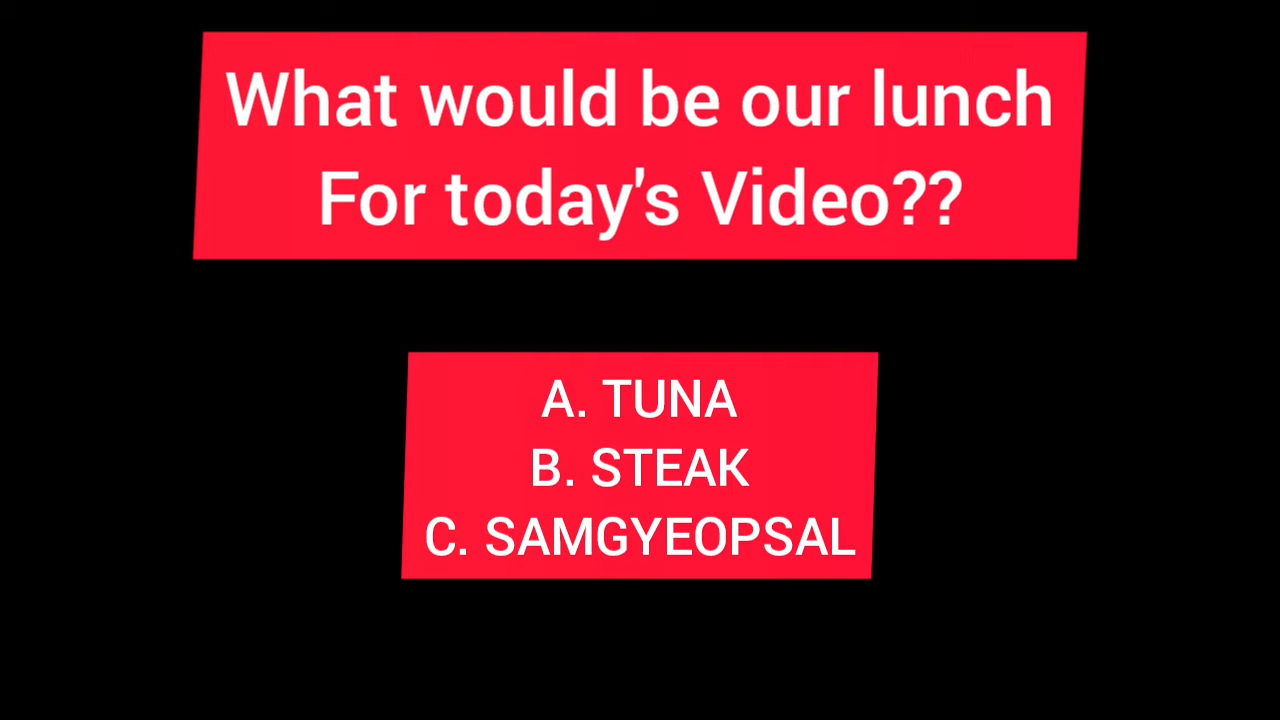 What would be our lunch
For today's Video??
A. TUNA
B. STEAK
C. SAMGYEOPSAL